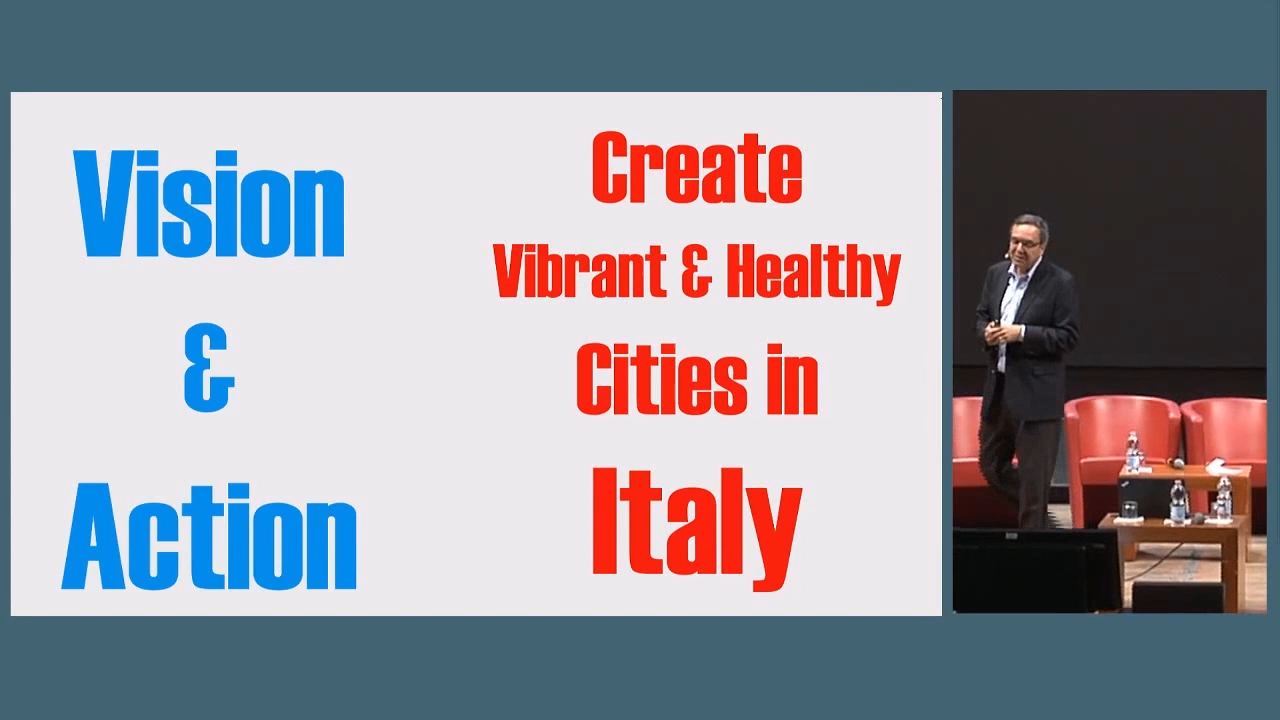 Vision
&
Action
Create
Vibrant & Healthy
Cities in
Italy